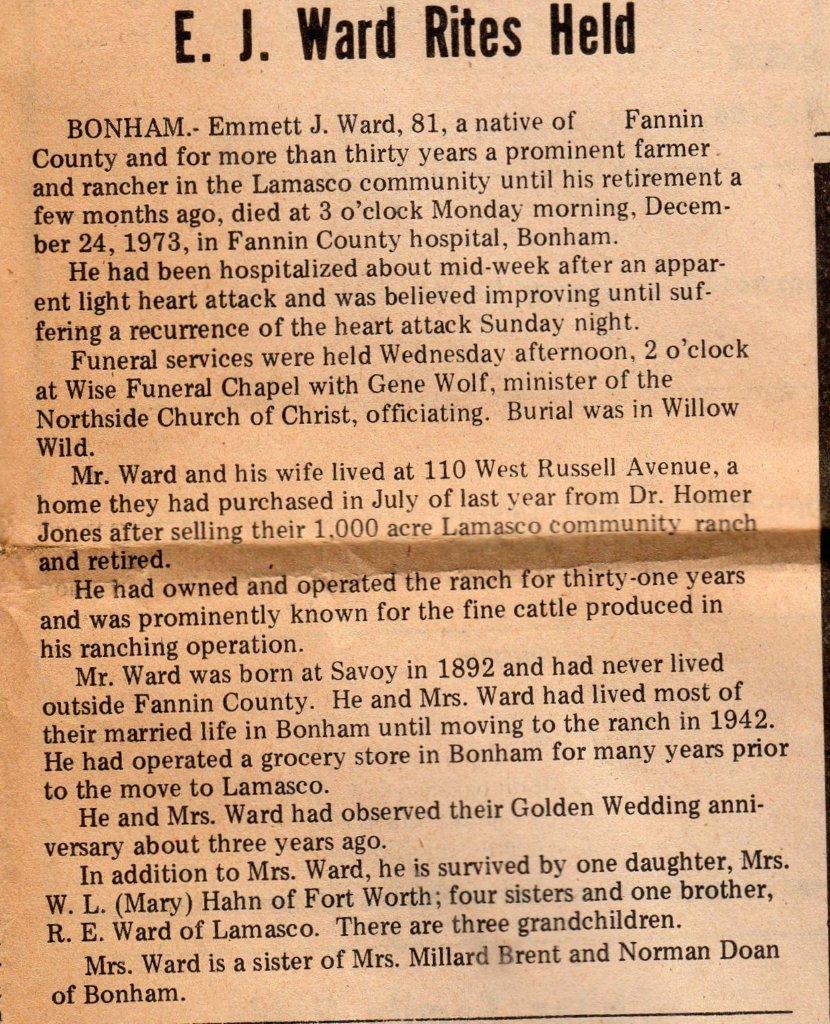 E. J. Ward Rites Held
BONHAM.- Emmett J. Ward, 81, a native of Fannin
County and for more than thirty years a prominent farmer
and rancher in the Lamasco community until his retirement a
few months ago, died at 3 o'clock Monday morning, Decem-
ber 24, 1973, in Fannin County hospital, Bonham.
He had been hospitalized about mid-week after an appar-
ent light heart attack and was believed improving until suf-
fering a recurrence of the heart attack Sunday night.
Funeral services were held Wednesday afternoon, 2 o'clock
at Wise Funeral Chapel with Gene Wolf, minister of the
Northside Church of Christ, officiating. Burial was in Willow
Wild.
Mr. Ward and his wife lived at 110 West Russell Avenue, a
home they had purchased in July of last year from Dr. Homer
Jones after selling their 1,000 acre Lamasco community ranch
and retired.
He had owned and operated the ranch for thirty-one years
and was prominently known for the fine cattle produced in
his ranching operation.
Mr. Ward was born at Savoy in 1892 and had never lived
outside Fannin County. He and Mrs. Ward had lived most of
their married life in Bonham until moving to the ranch in 1942.
He had operated a grocery store in Bonham for many years prior
to the move to Lamasco.
He and Mrs. Ward had observed their Golden Wedding anni-
versary about three years ago.
In addition to Mrs. Ward, he is survived by one daughter, Mrs.
W. L. (Mary) Hahn of Fort Worth; four sisters and one brother,
R. E. Ward of Lamasco. There are three grandchildren.
Mrs. Ward is a sister of Mrs. Millard Brent and Norman Doan
of Bonham.